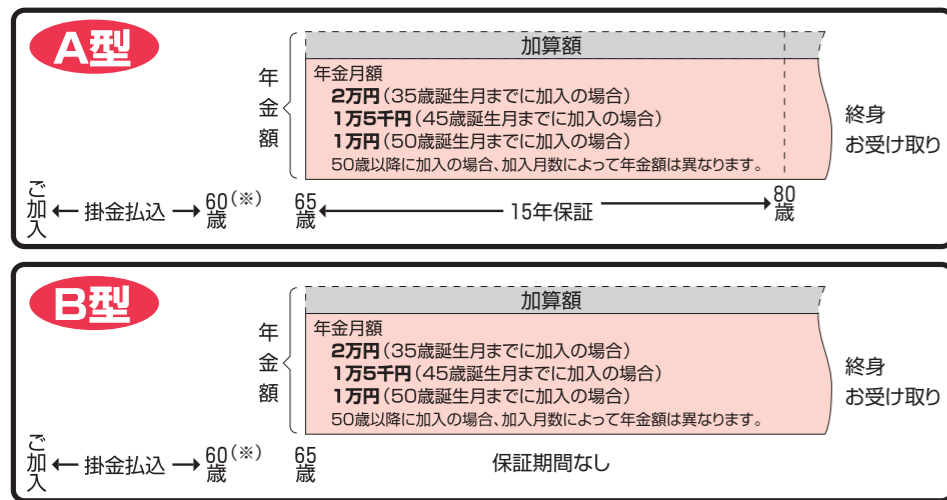 A型
加算額
年金額
年金月額
2万円(35歳誕生月までに加入の場合)
1万5千円(45歳誕生月までに加入の場合)
1万円(50歳誕生月までに加入の場合)
50歳以降に加入の場合、加入月数によって年金額は異なります。
終身
お受け取り
ご加入 ← 掛金払込 → 60歳(※) 65歳 ← 15年保証 → 80歳
B型
加算額
年金額
年金月額
2万円(35歳誕生月までに加入の場合)
1万5千円(45歳誕生月までに加入の場合)
1万円(50歳誕生月までに加入の場合)
50歳以降に加入の場合、加入月数によって年金額は異なります。
終身
お受け取り
ご加入 ← 掛金払込 → 60歳(※) 65歳 保証期間なし